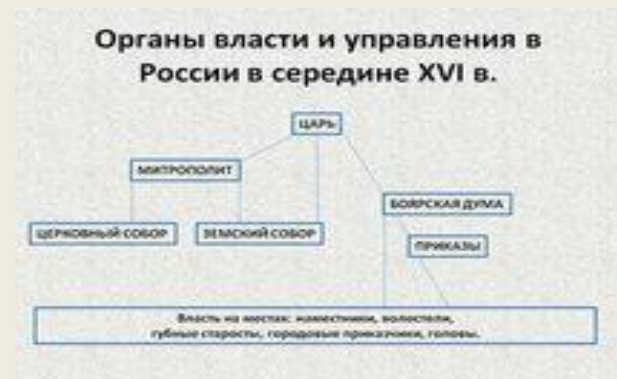 Органы власти и управления в
России в середине XVI в.
ЦАРЬ
МИТРОПОЛИТ
БОЯРСКАЯ ДУМА
ЦЕРКОВНЫЙ СОБОР
ЗЕМСКИЙ СОБОР
ПРИКАЗЫ
Власть на местах: наместники, волостели,
губные старосты, городовые приказчики, головы.